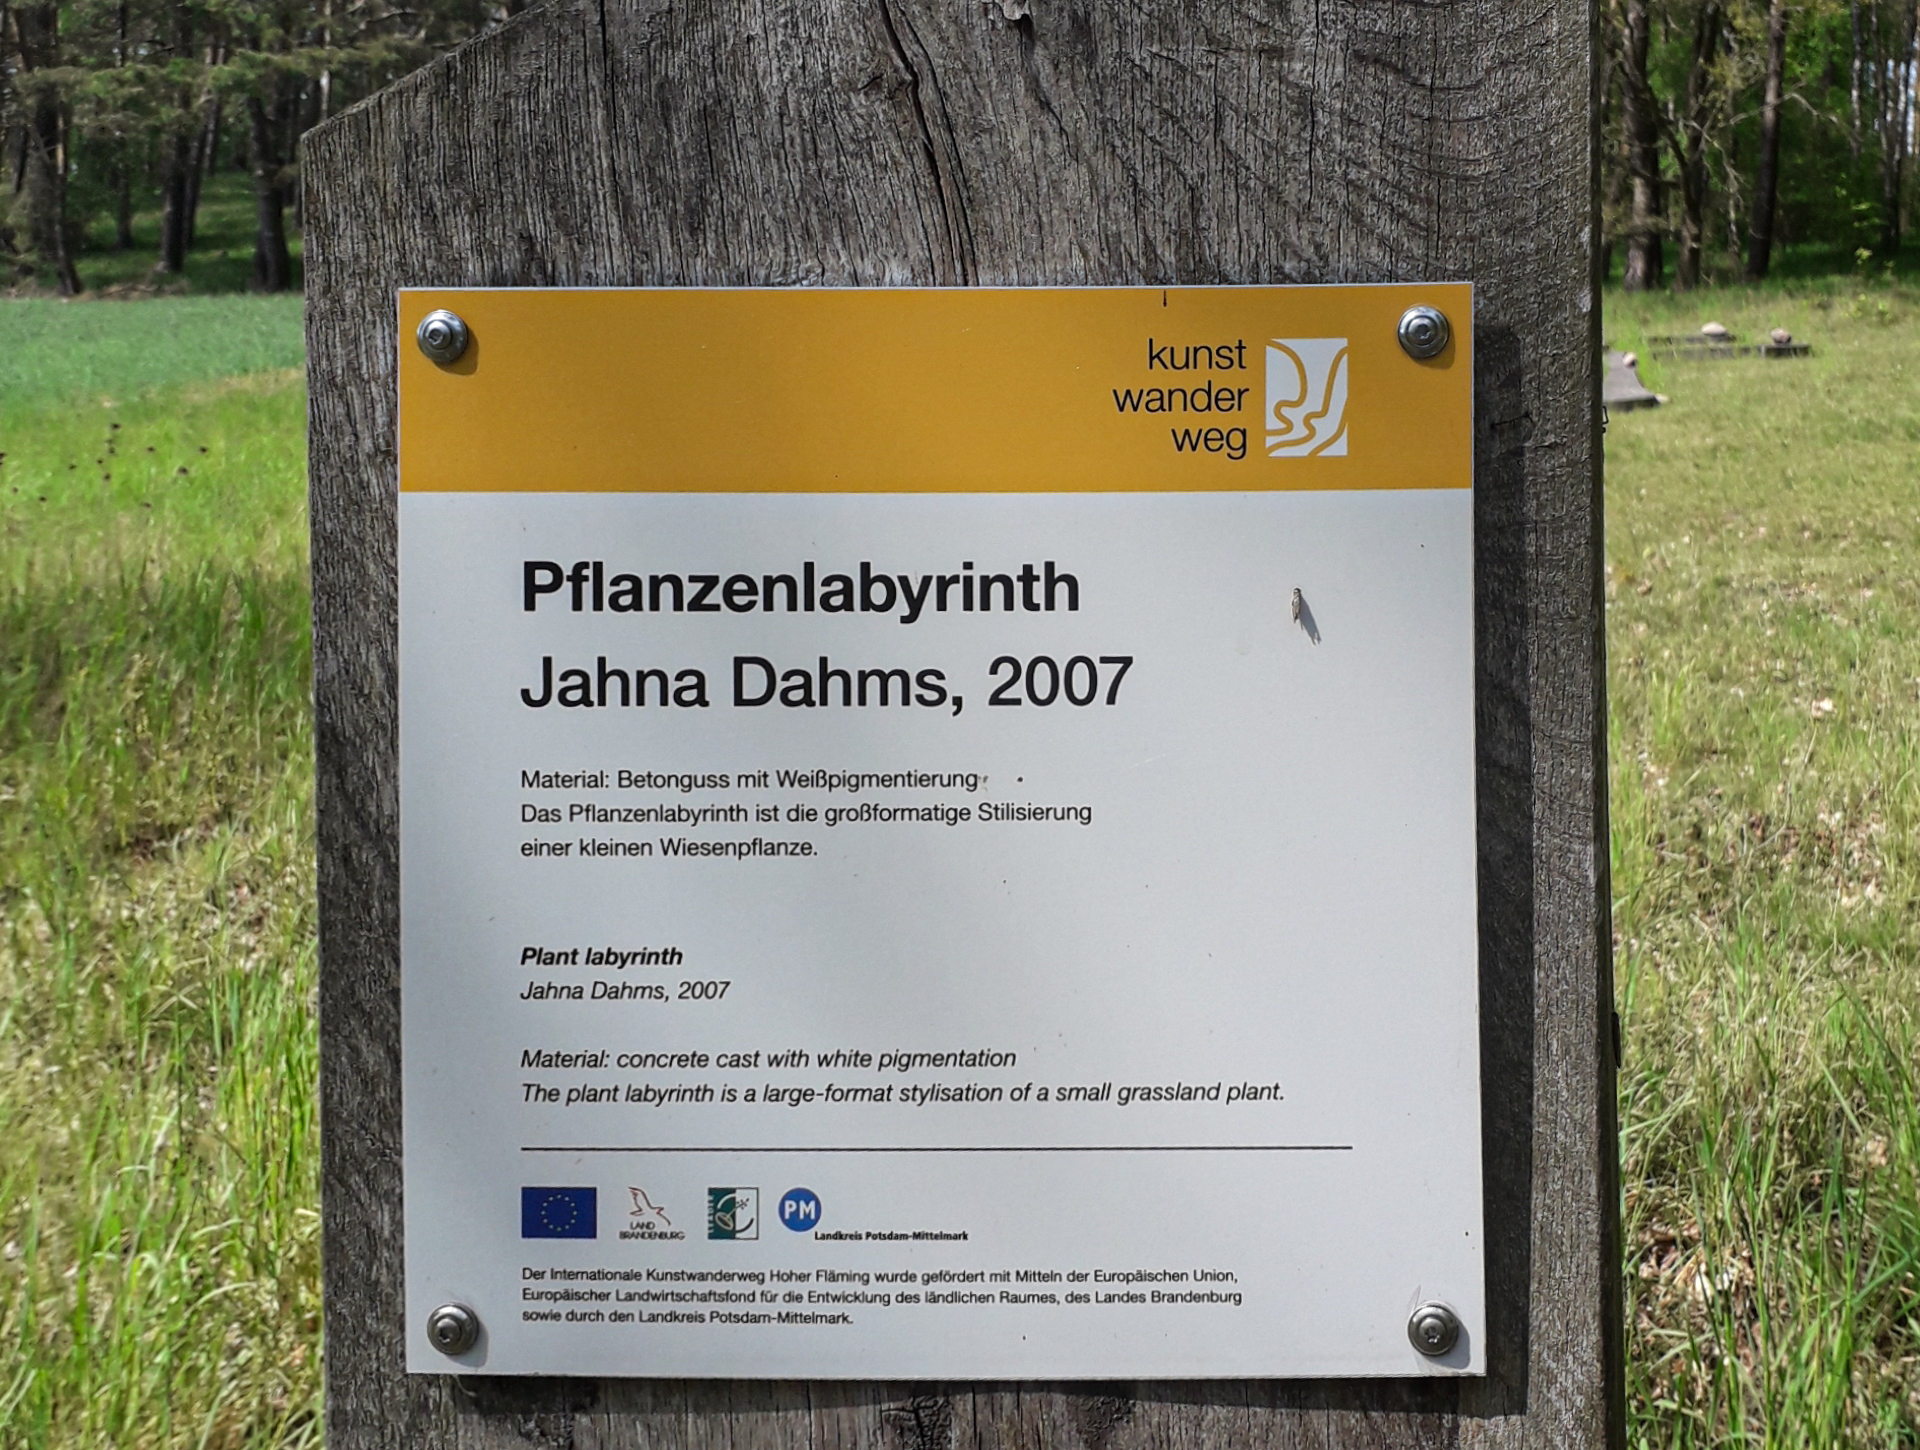 kunst
wander
weg
Pflanzenlabyrinth
Jahna Dahms, 2007
Material: Betonguss mit Weißpigmentierung
Das Pflanzenlabyrinth ist die großformatige Stilisierung
einer kleinen Wiesenpflanze.
Plant labyrinth
Jahna Dahms, 2007
Material: concrete cast with white pigmentation
The plant labyrinth is a large-format stylisation of a small grassland plant.
LAND
BRANDENBURG
LEADER
PM
Landkreis Potsdam-Mittelmark
Der Internationale Kunstwanderweg Hoher Fläming wurde gefördert mit Mitteln der Europäischen Union,
Europäischer Landwirtschaftsfond für die Entwicklung des ländlichen Raumes, des Landes Brandenburg
sowie durch den Landkreis Potsdam-Mittelmark.